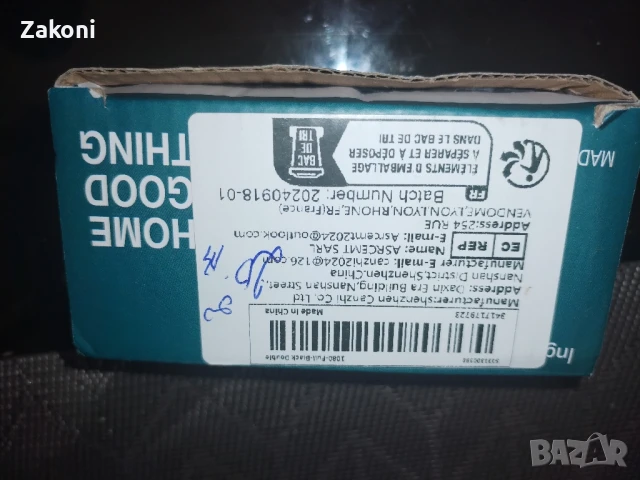 Zakoni
HOME
GOOD
THING
MAD
Ing
1080-Full-Black Double
Made In China
Manufacturer:shenzhen Canzhi Co. Ltd
Address: Daxin Era Building,Nanshan Street,
Nanshan District,Shenzhen,China
Manufacturer E-mail: canzhi2024@126.com
EC REP
Name: ASRCEMT SARL
E-mail: Asrcemt2024@outlook.com
Address:254 RUE
VENDOME,LYON,RHONE,FR(France)
Batch Number: 20240918-01
FR
ÉLÉMENTS D'EMBALLAGE
À SÉPARER ET À DÉPOSER
DANS LE BAC DE TRI
BAC
DE
TRI
BAZAR